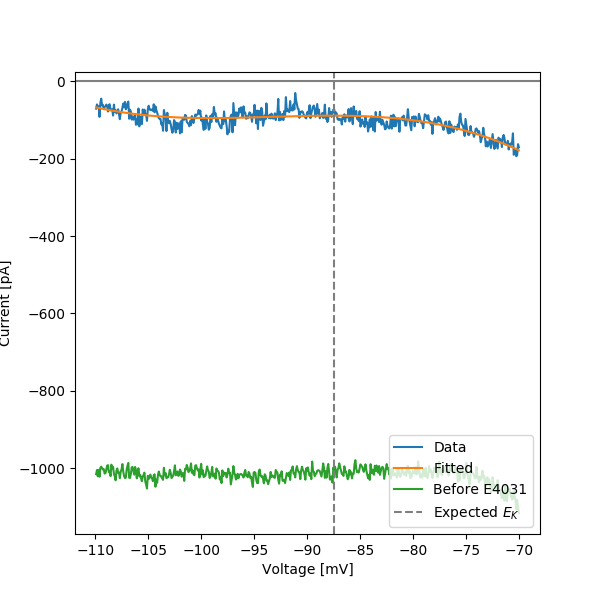 0
−200
−400
−600
−800
−1000
Current [pA]
−110
−105
−100
−95
−90
−85
−80
−75
−70
Voltage [mV]
Data
Fitted
Before E4031
Expected E_K